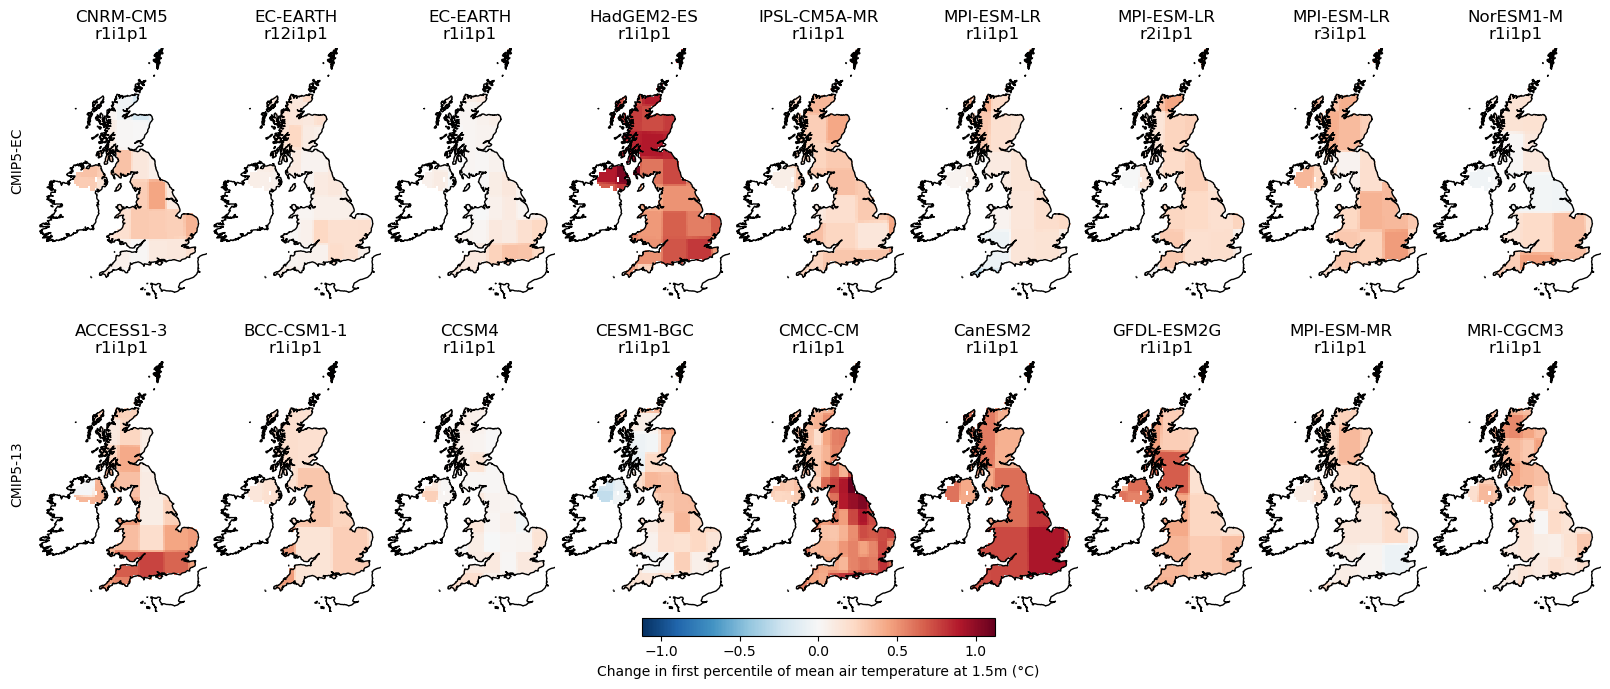 CNRM-CM5 EC-EARTH EC-EARTH HadGEM2-ES IPSL-CM5A-MR MPI-ESM-LR MPI-ESM-LR MPI-ESM-LR NorESM1-M
r1i1p1 r12i1p1 r1i1p1 r1i1p1 r1i1p1 r1i1p1 r2i1p1 r3i1p1 r1i1p1
CMIP5-EC
ACCESS1-3 BCC-CSM1-1 CCSM4 CESM1-BGC CMCC-CM CanESM2 GFDL-ESM2G MPI-ESM-MR MRI-CGCM3
r1i1p1 r1i1p1 r1i1p1 r1i1p1 r1i1p1 r1i1p1 r1i1p1 r1i1p1 r1i1p1
CMIP5-13
−1.0 −0.5 0.0 0.5 1.0
Change in first percentile of mean air temperature at 1.5m (°C)